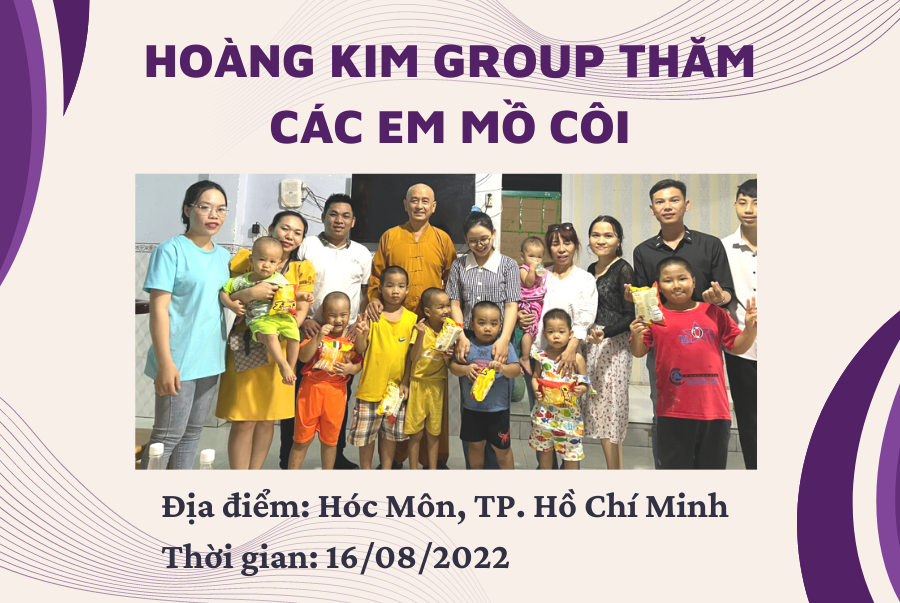 HOÀNG KIM GROUP THĂM
CÁC EM MỒ CÔI
Địa điểm: Hóc Môn, TP. Hồ Chí Minh
Thời gian: 16/08/2022